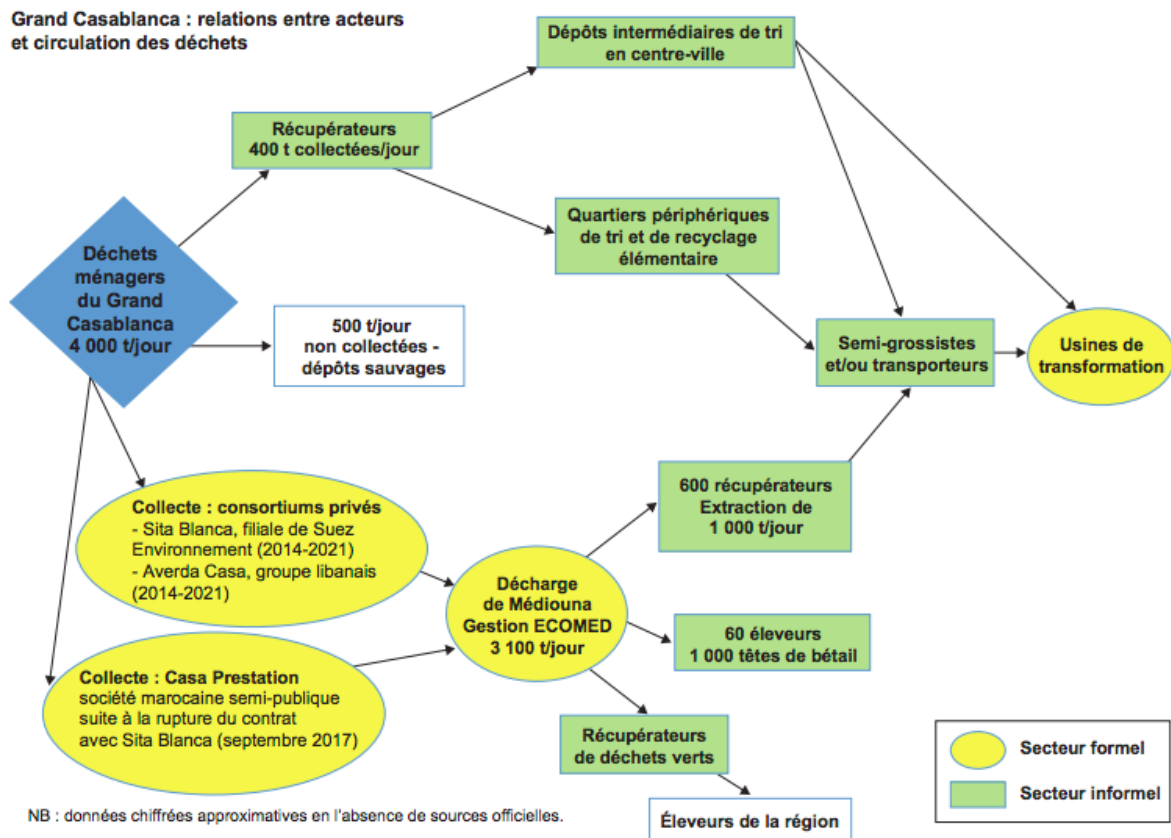 Grand Casablanca : relations entre acteurs
et circulation des déchets
Dépôts intermédiaires de tri
en centre-ville
Récupérateurs
400 t collectées/jour
Quartiers périphériques
de tri et de recyclage
élémentaire
Déchets
ménagers
du Grand
Casablanca
4 000 t/jour
500 t/jour
non collectées -
dépôts sauvages
Semi-grossistes
et/ou transporteurs
Usines de
transformation
Collecte : consortiums privés
- Sita Blanca, filiale de Suez
Environnement (2014-2021)
- Averda Casa, groupe libanais
(2014-2021)
600 récupérateurs
Extraction de
1 000 t/jour
Décharge
de Médiouna
Gestion ECOMED
3 100 t/jour
60 éleveurs
1 000 têtes de bétail
Collecte : Casa Prestation
société marocaine semi-publique
suite à la rupture du contrat
avec Sita Blanca (septembre 2017)
Récupérateurs
de déchets verts
Éleveurs de la région
Secteur formel
Secteur informel
NB : données chiffrées approximatives en l'absence de sources officielles.